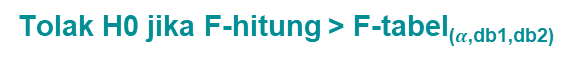 Tolak H0 jika F-hitung > F-tabel(α,db1,db2)